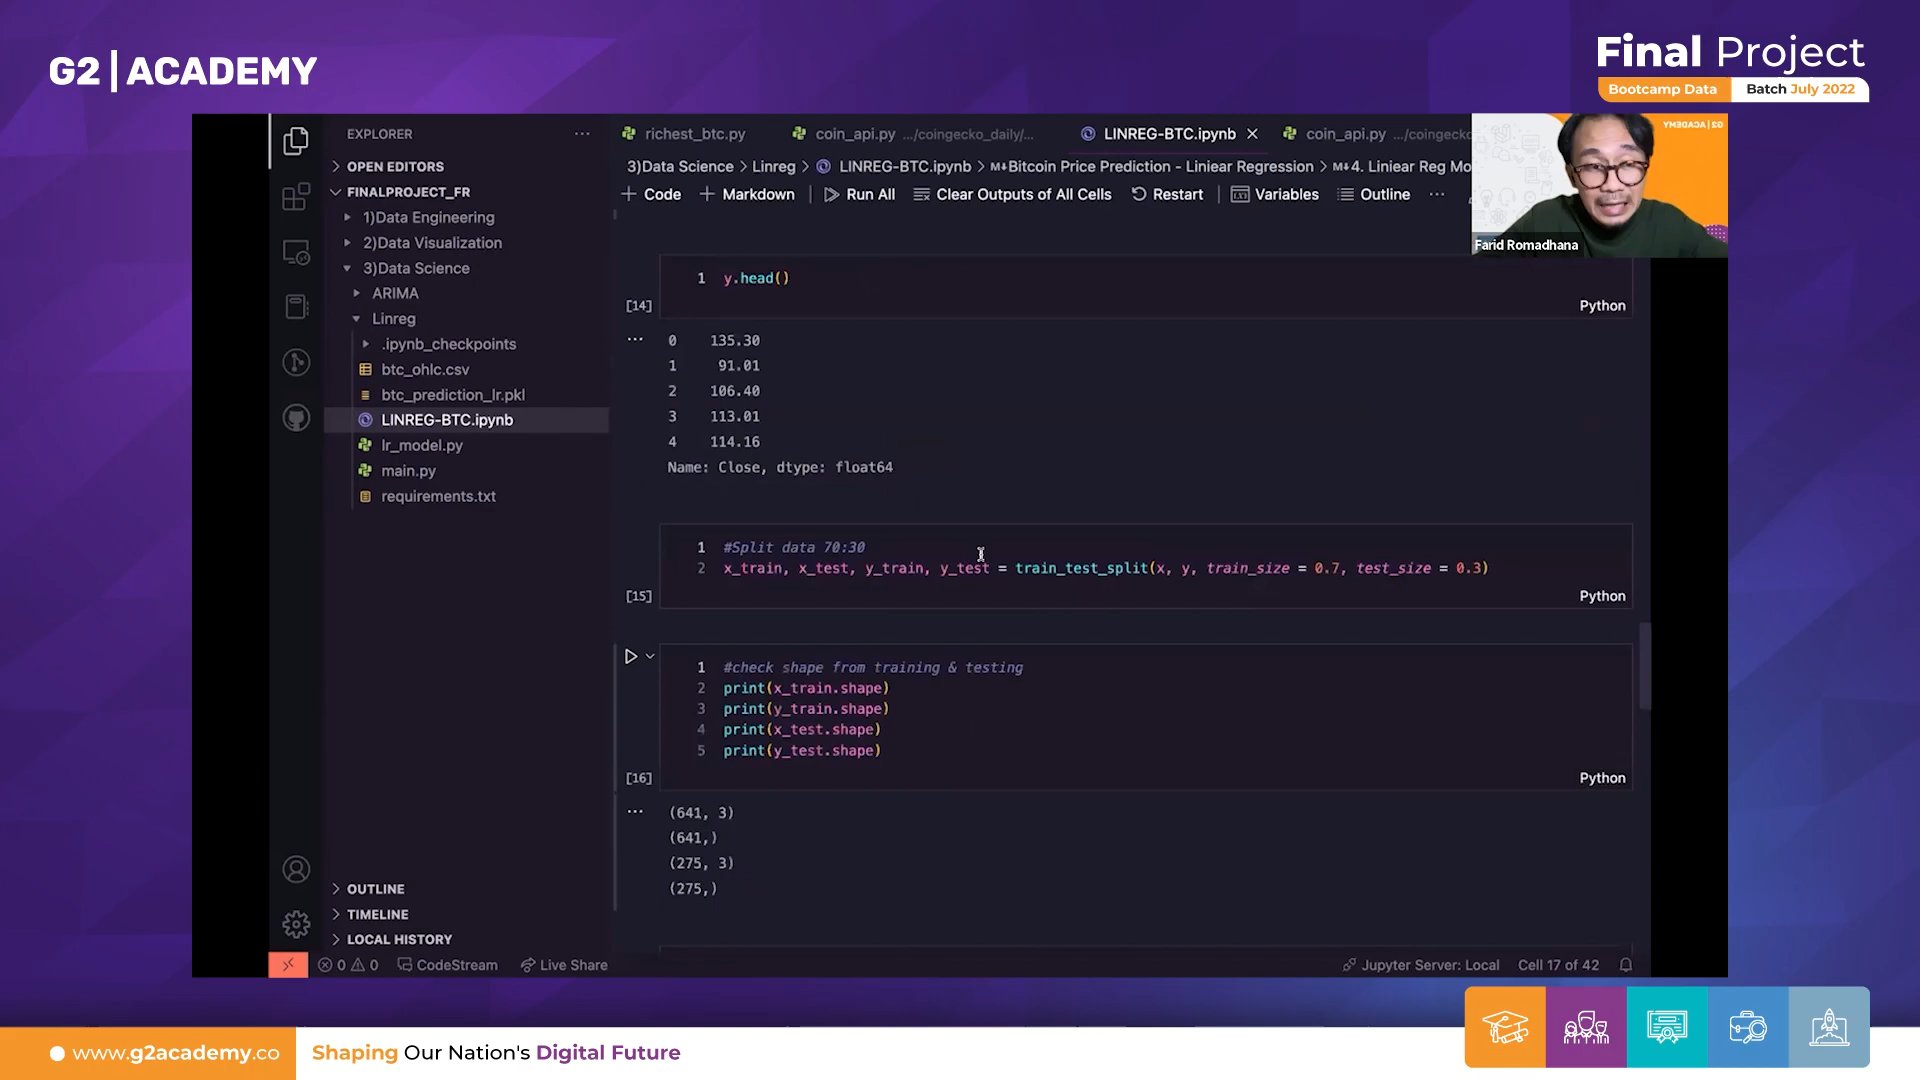 G2 | ACADEMY
Final Project
Bootcamp Data
Batch July 2022
EXPLORER
OPEN EDITORS
FINALPROJECT_FR
1)Data Engineering
2)Data Visualization
3)Data Science
ARIMA
Linreg
.ipynb_checkpoints
btc_ohlc.csv
btc_prediction_lr.pkl
LINREG-BTC.ipynb
lr_model.py
main.py
requirements.txt
OUTLINE
TIMELINE
LOCAL HISTORY
richest_btc.py coin_api.py .../coingecko_daily/... LINREG-BTC.ipynb coin_api.py .../coingecko
3)Data Science > Linreg > LINREG-BTC.ipynb > M+Bitcoin Price Prediction - Liniear Regression > M+4. Liniear Reg Mo
+ Code + Markdown | Run All Clear Outputs of All Cells Restart | Variables Outline ...
G2 | ACADEMY
Farid Romadhana
1 y.head()
[14] Python
... 0 135.30
1 91.01
2 106.40
3 113.01
4 114.16
Name: Close, dtype: float64
1 #Split data 70:30
2 x_train, x_test, y_train, y_test = train_test_split(x, y, train_size = 0.7, test_size = 0.3)
[15] Python
1 #check shape from training & testing
2 print(x_train.shape)
3 print(y_train.shape)
4 print(x_test.shape)
5 print(y_test.shape)
[16] Python
... (641, 3)
(641,)
(275, 3)
(275,)
0 0 CodeStream Live Share Jupyter Server: Local Cell 17 of 42
www.g2academy.co
Shaping Our Nation's Digital Future